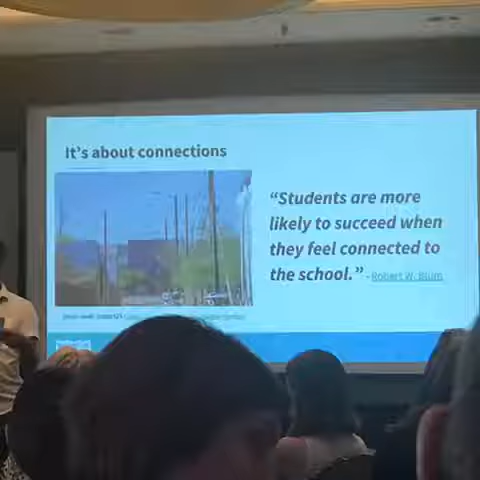 It's about connections
"Students are more
likely to succeed when
they feel connected to
the school." - Robert W. Blum